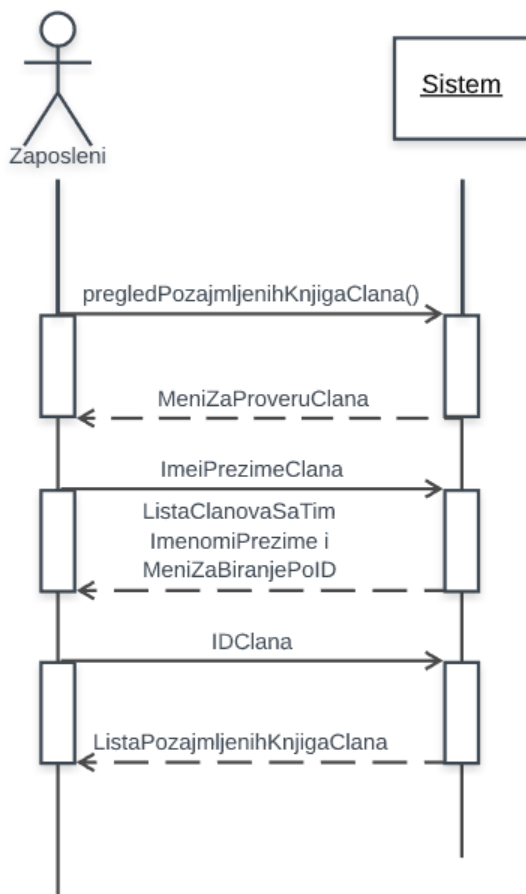 Sistem
Zaposleni
pregledPozajmljenihKnjigaClana()
MeniZaProveruClana
ImeiPrezimeClana
ListaClanovaSaTim
ImenomiPrezime i
MeniZaBiranjePoID
IDClana
ListaPozajmljenihKnjigaClana